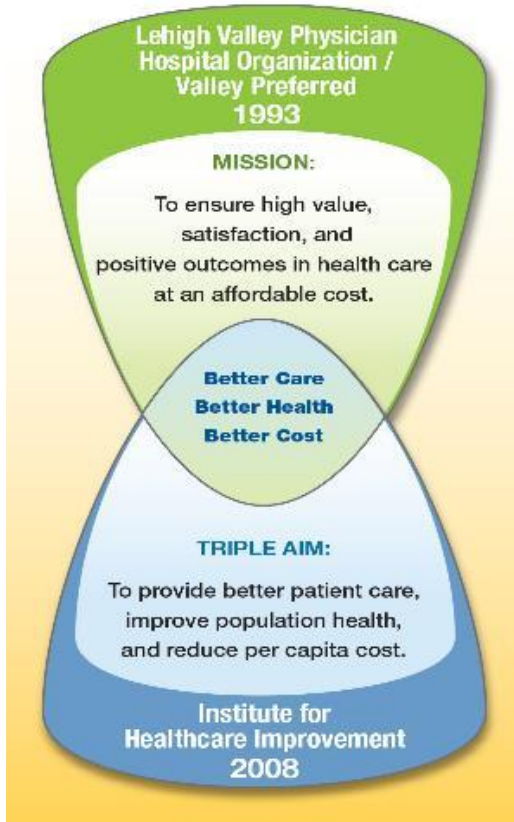 Lehigh Valley Physician
Hospital Organization /
Valley Preferred
1993
MISSION:
To ensure high value,
satisfaction, and
positive outcomes in health care
at an affordable cost.
Better Care
Better Health
Better Cost
TRIPLE AIM:
To provide better patient care,
improve population health,
and reduce per capita cost.
Institute for
Healthcare Improvement
2008